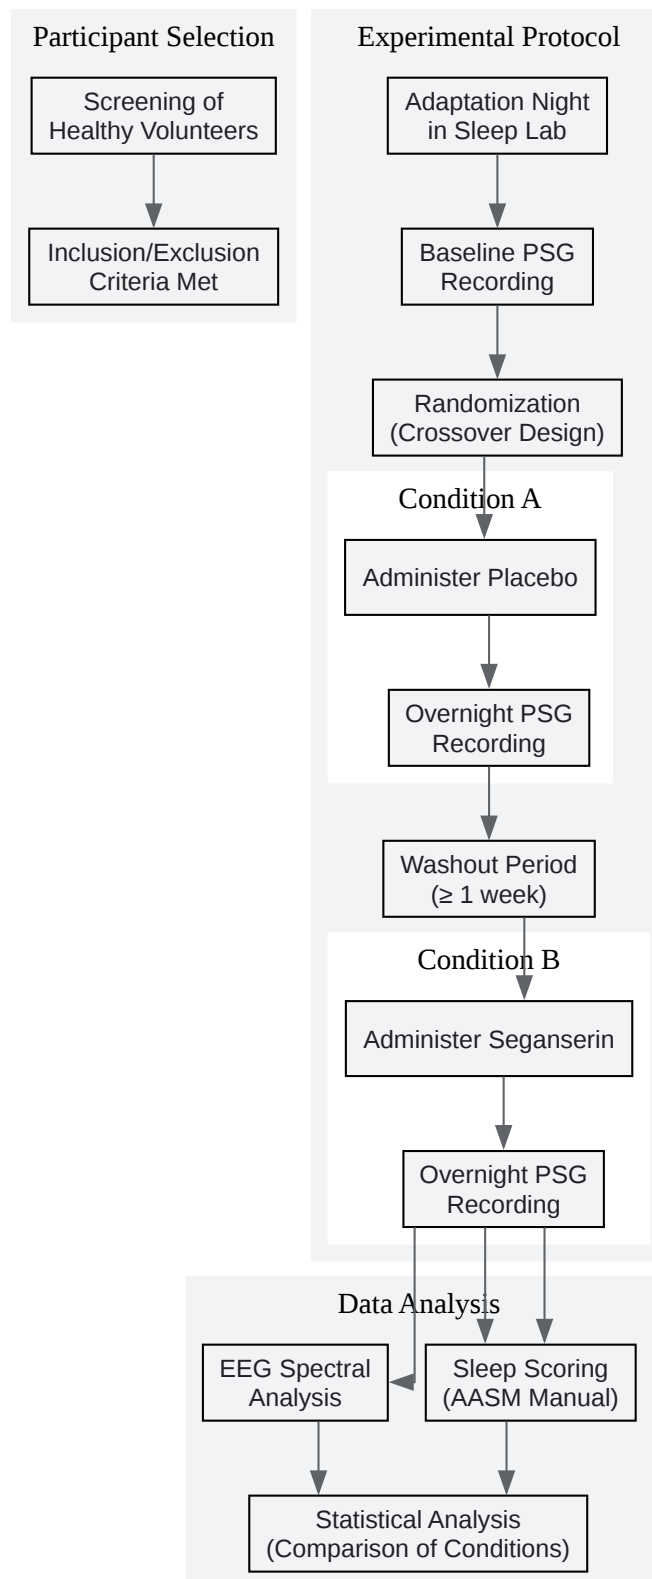 Participant Selection
Screening of
Healthy Volunteers
Inclusion/Exclusion
Criteria Met
Experimental Protocol
Adaptation Night
in Sleep Lab
Baseline PSG
Recording
Randomization
(Crossover Design)
Condition A
Administer Placebo
Overnight PSG
Recording
Washout Period
(≥ 1 week)
Condition B
Administer Seganserin
Overnight PSG
Recording
Data Analysis
EEG Spectral
Analysis
Sleep Scoring
(AASM Manual)
Statistical Analysis
(Comparison of Conditions)